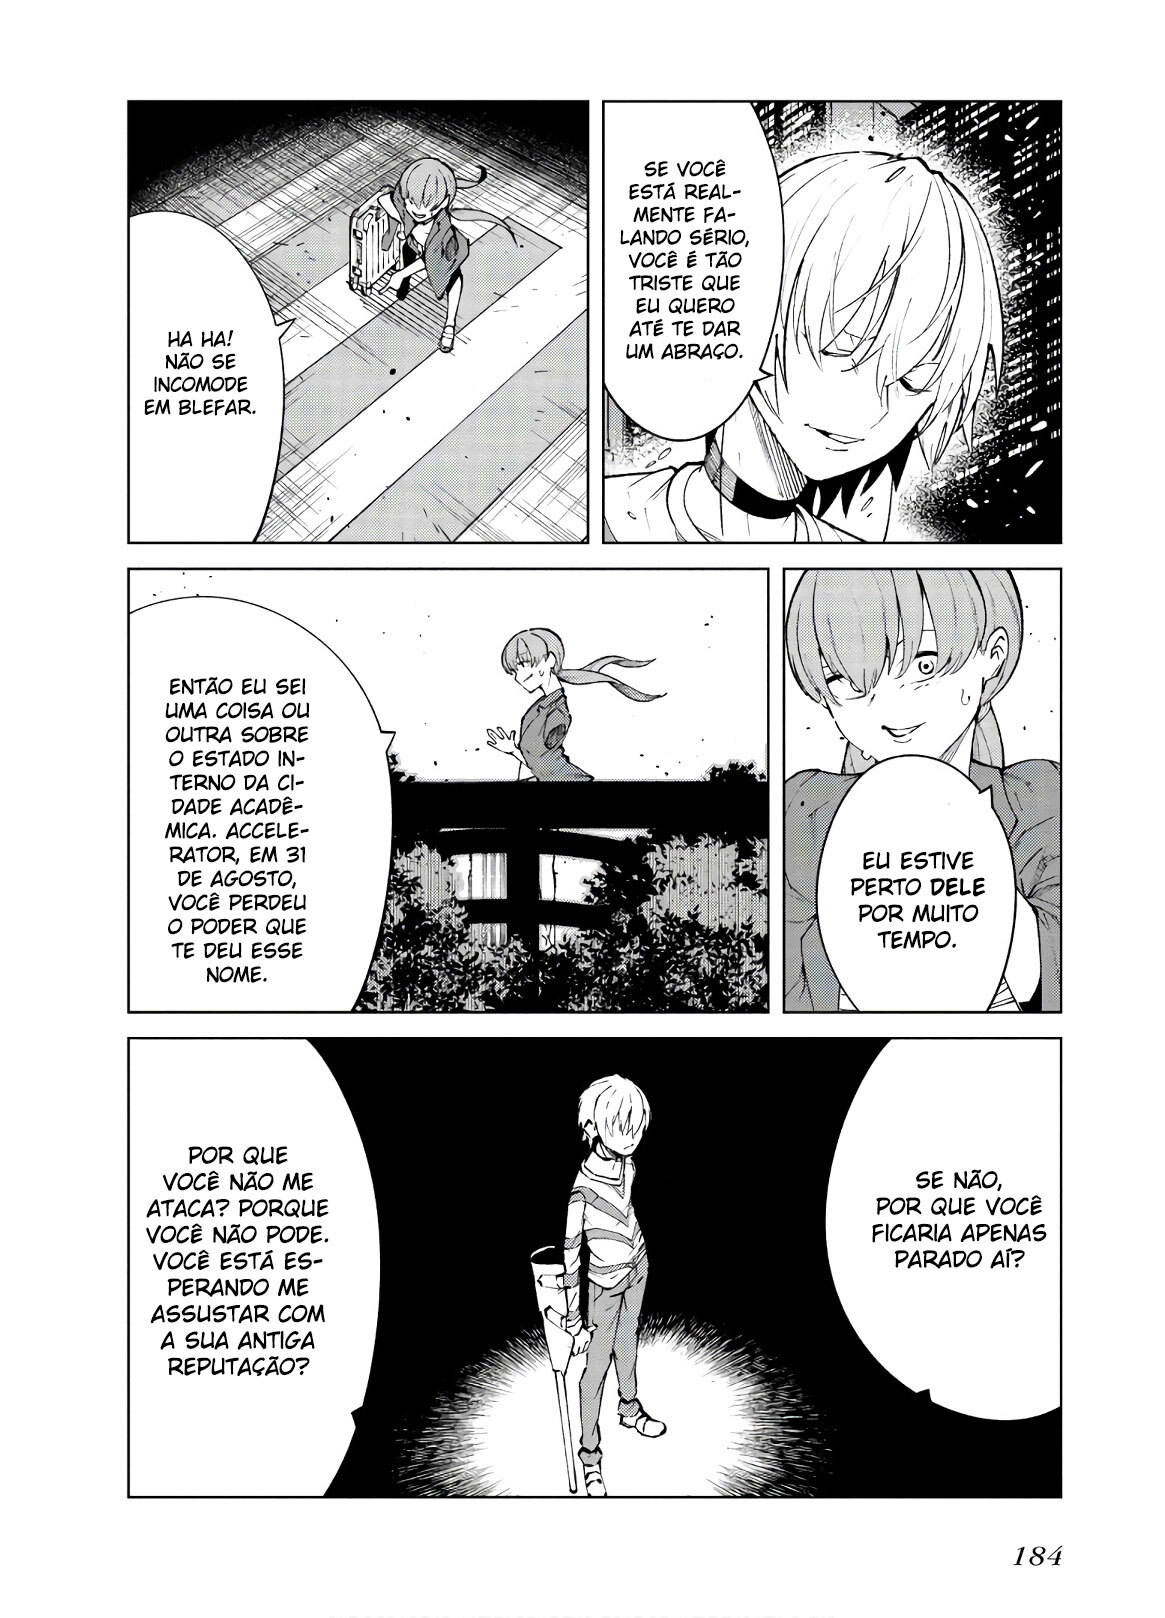 SE VOCÊ
ESTÁ REAL-
MENTE FA-
LANDO SÉRIO,
VOCÊ É TÃO
TRISTE QUE
EU QUERO
ATÉ TE DAR
UM ABRAÇO.
HA HA!
NÃO SE
INCOMODE
EM BLEFAR.
EU ESTIVE
PERTO DELE
POR MUITO
TEMPO.
ENTÃO EU SEI
UMA COISA OU
OUTRA SOBRE
O ESTADO IN-
TERNO DA CI-
DADE ACADÊ-
MICA. ACCELE-
RATOR, EM 31
DE AGOSTO,
VOCÊ PERDEU
O PODER QUE
TE DEU ESSE
NOME.
SE NÃO,
POR QUE VOCÊ
FICARIA APENAS
PARADO AÍ?
POR QUE
VOCÊ NÃO ME
ATACA? PORQUE
VOCÊ NÃO PODE.
VOCÊ ESTÁ ES-
PERANDO ME
ASSUSTAR COM
A SUA ANTIGA
REPUTAÇÃO?
184